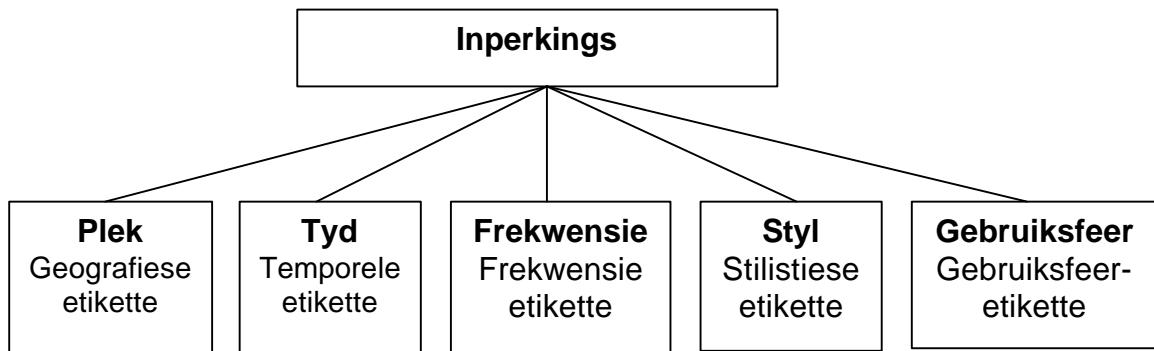 Inperkings
Plek
Geografiese
etikette
Tyd
Temporele
etikette
Frekwensie
Frekwensie
etikette
Styl
Stilistiese
etikette
Gebruiksfeer
Gebruiksfeer-
etikette